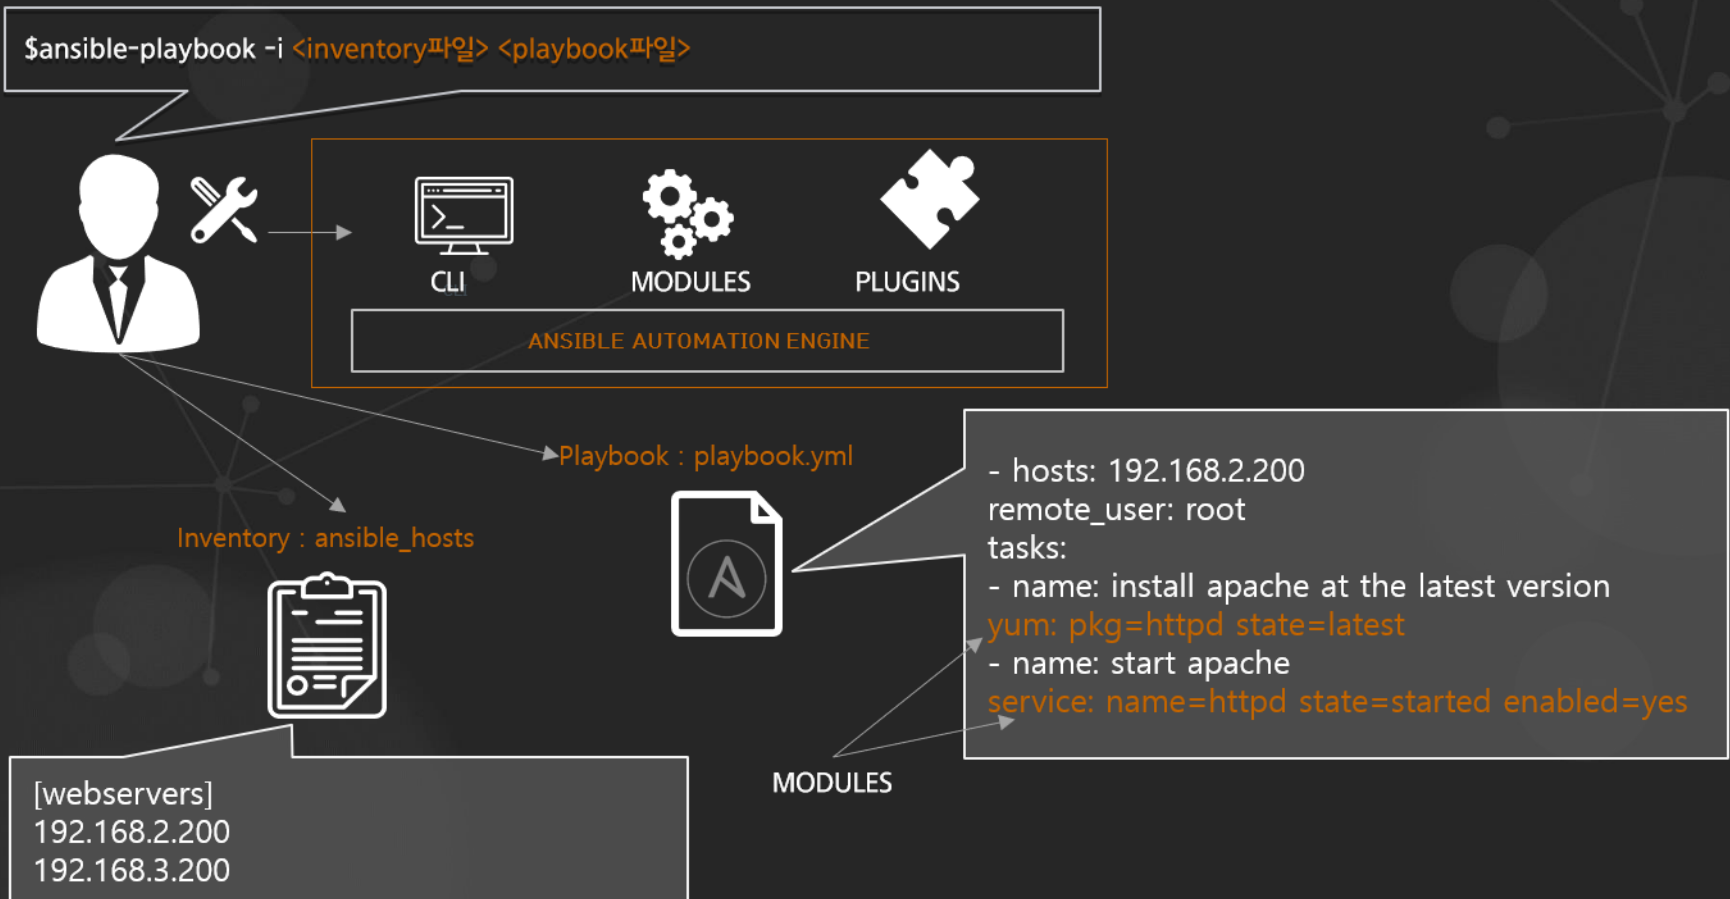 $ansible-playbook -i <inventory파일> <playbook파일>
CLI
MODULES
PLUGINS
ANSIBLE AUTOMATION ENGINE
Playbook : playbook.yml
Inventory : ansible_hosts
- hosts: 192.168.2.200
remote_user: root
tasks:
- name: install apache at the latest version
yum: pkg=httpd state=latest
- name: start apache
service: name=httpd state=started enabled=yes
MODULES
[webservers]
192.168.2.200
192.168.3.200